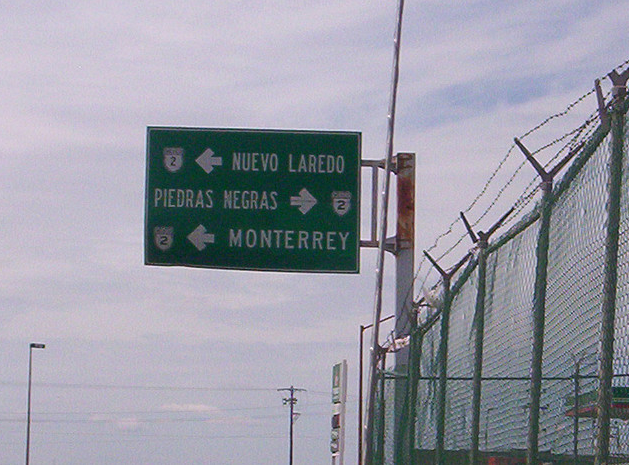 2 NUEVO LAREDO
PIEDRAS NEGRAS 2
2 MONTERREY